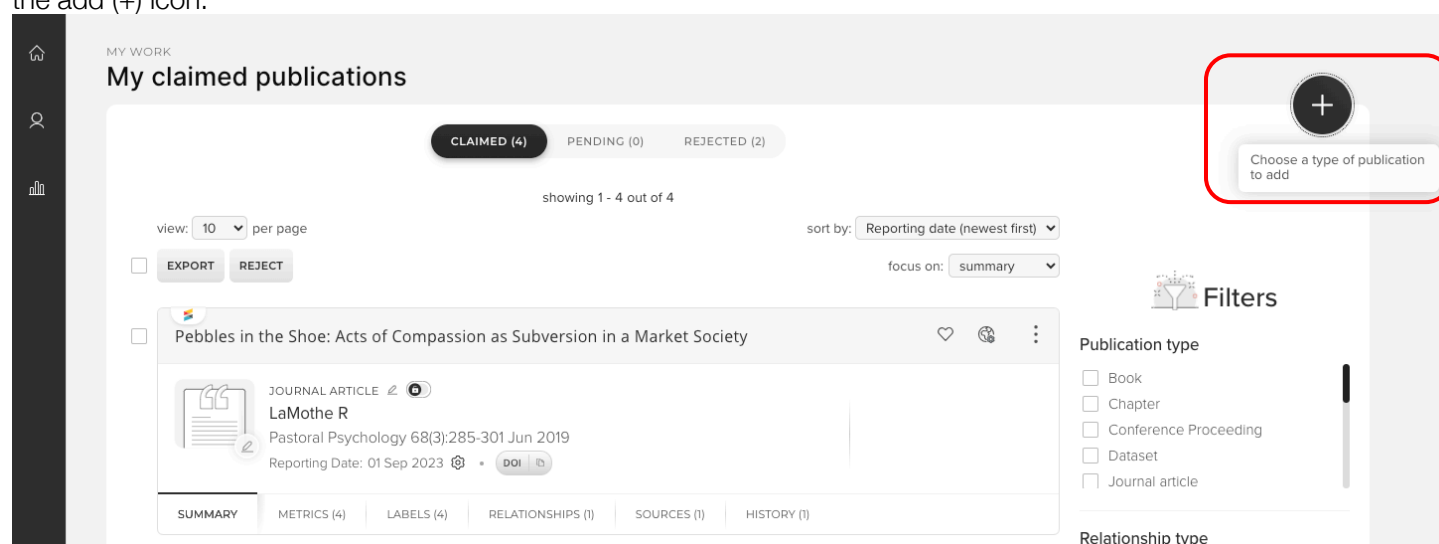 the add (+) icon.
MY WORK
My claimed publications
CLAIMED (4) PENDING (0) REJECTED (2)
Choose a type of publication
to add
showing 1 - 4 out of 4
view: 10 per page
sort by: Reporting date (newest first)
EXPORT REJECT
focus on: summary
Filters
Pebbles in the Shoe: Acts of Compassion as Subversion in a Market Society
Publication type
Book
Chapter
Conference Proceeding
Dataset
Journal article
JOURNAL ARTICLE
LaMothe R
Pastoral Psychology 68(3):285-301 Jun 2019
Reporting Date: 01 Sep 2023 • DOI
SUMMARY METRICS (4) LABELS (4) RELATIONSHIPS (1) SOURCES (1) HISTORY (1)
Relationship type